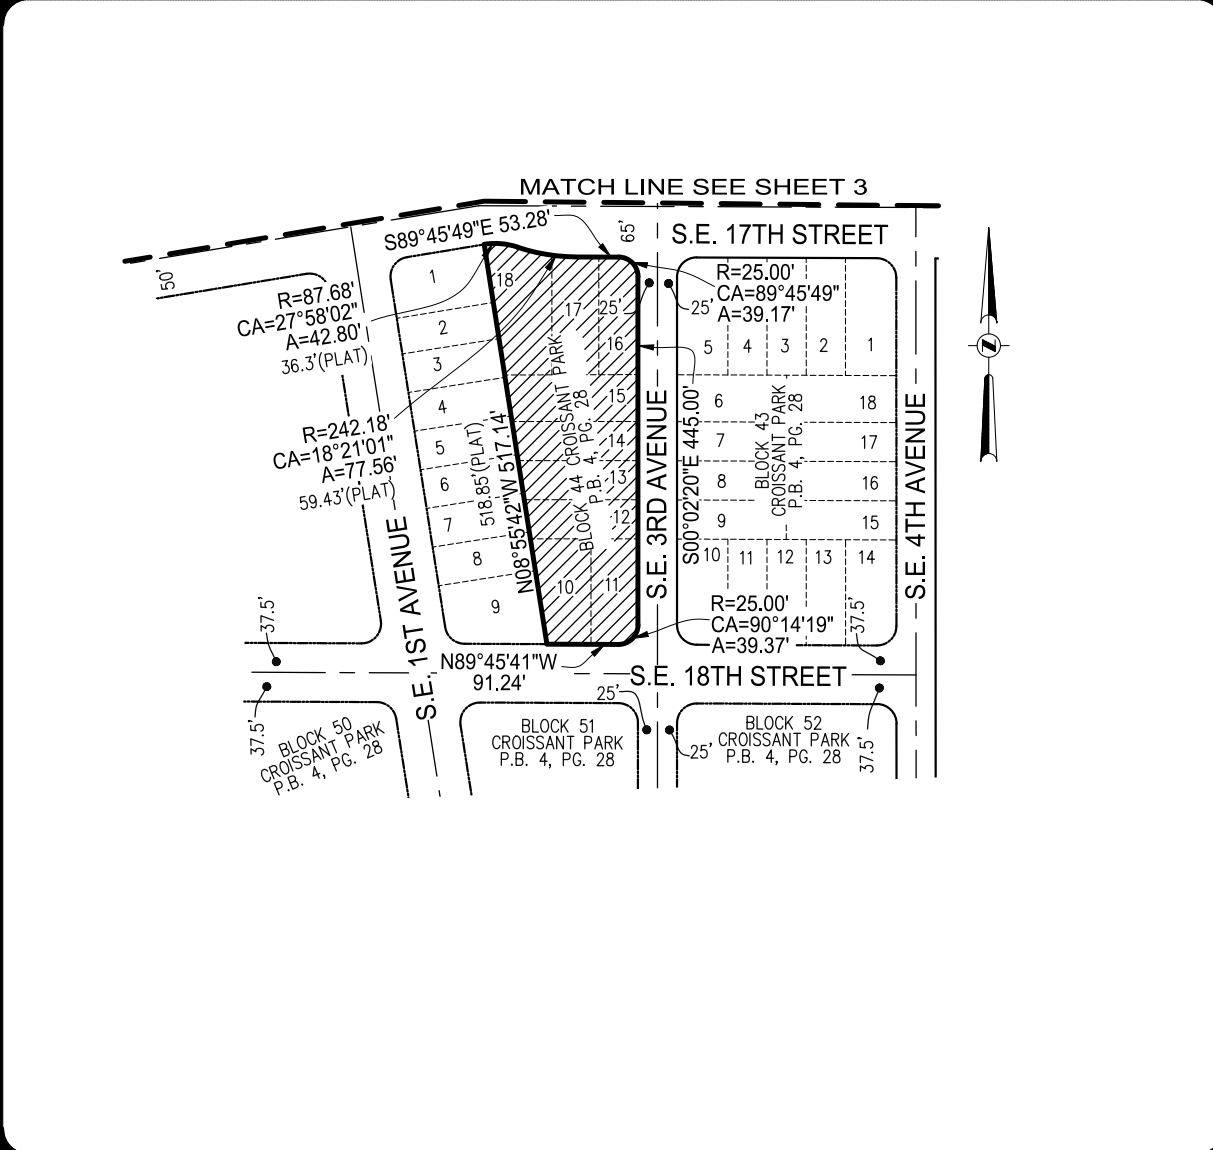 MATCH LINE SEE SHEET 3
S89°45'49"E 53.28'
65'
S.E. 17TH STREET
50'
R=87.68'
CA=27°58'02"
A=42.80'
36.3'(PLAT)
R=242.18'
CA=18°21'01"
A=77.56'
59.43'(PLAT)
1
2
3
4
5
6
7
8
9
518.85'(PLAT)
N08°55'42"W 517.14'
18
17
25'
16
15
14
13
12
11
10
BLOCK 44 CROISSANT PARK
P.B. 4, PG. 28
S.E. 1ST AVENUE
S.E. 3RD AVENUE
S00°02'20"E 445.00'
25'
R=25.00'
CA=89°45'49"
A=39.17'
5
4
3
2
1
6
7
8
9
10
11
12
13
14
18
17
16
15
BLOCK 43
CROISSANT PARK
P.B. 4, PG. 28
S.E. 4TH AVENUE
N
R=25.00'
CA=90°14'19"
A=39.37'
37.5'
37.5'
N89°45'41"W
91.24'
S.E. 18TH STREET
25'
25'
37.5'
37.5'
BLOCK 50
CROISSANT PARK
P.B. 4, PG. 28
BLOCK 51
CROISSANT PARK
P.B. 4, PG. 28
BLOCK 52
CROISSANT PARK
P.B. 4, PG. 28